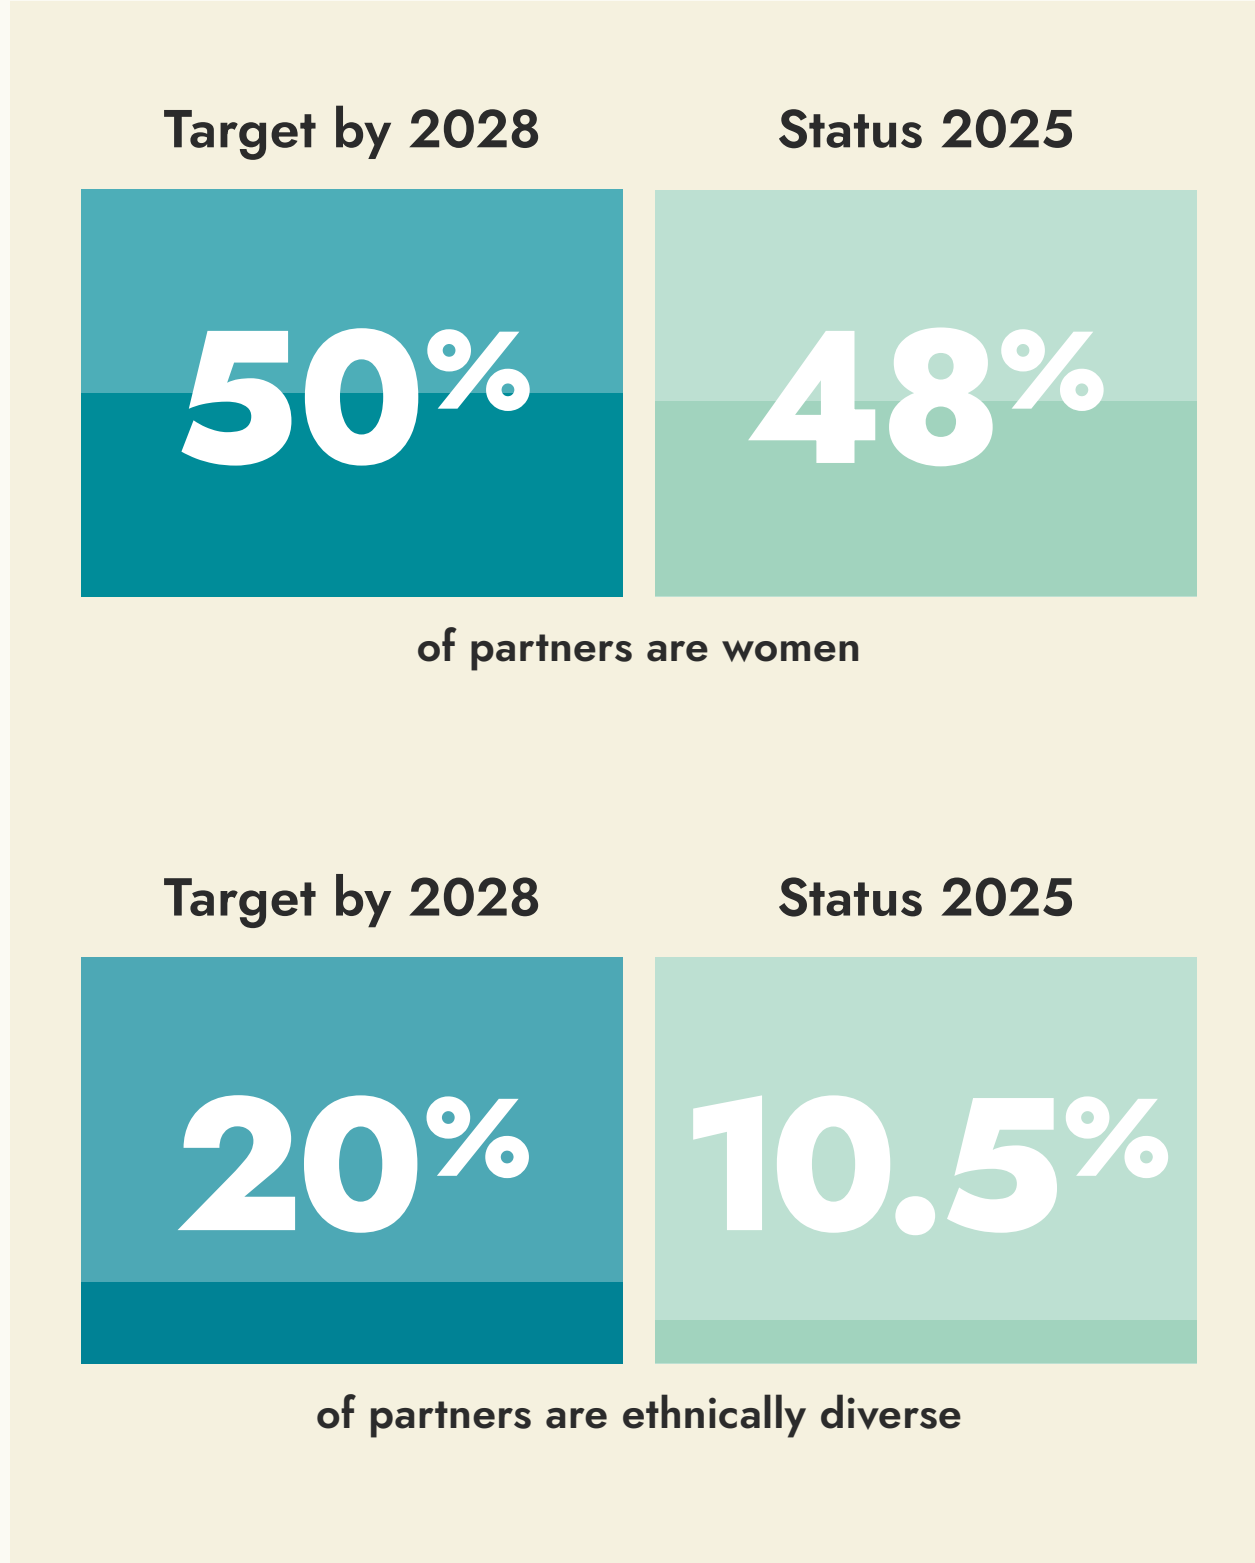 Target by 2028
Status 2025
50%
48%
of partners are women
Target by 2028
Status 2025
20%
10.5%
of partners are ethnically diverse